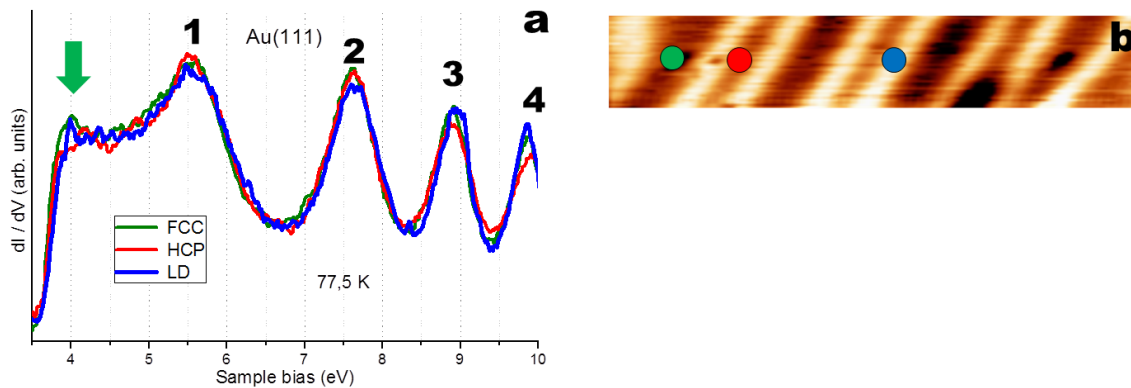 a
1
Au(111)
2
3
4
FCC
HCP
LD
77,5 K
dI / dV (arb. units)
4 5 6 7 8 9 10
Sample bias (eV)
b